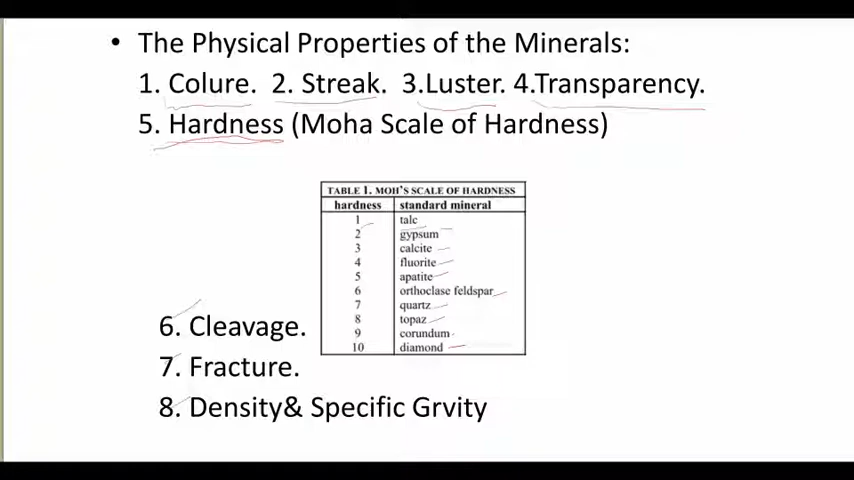 • The Physical Properties of the Minerals:
1. Colure. 2. Streak. 3.Luster. 4.Transparency.
5. Hardness (Moha Scale of Hardness)
TABLE 1. MOH'S SCALE OF HARDNESS
hardness standard mineral
1 talc
2 gypsum
3 calcite
4 fluorite
5 apatite
6 orthoclase feldspar
7 quartz
8 topaz
9 corundum
10 diamond
6. Cleavage.
7. Fracture.
8. Density& Specific Grvity